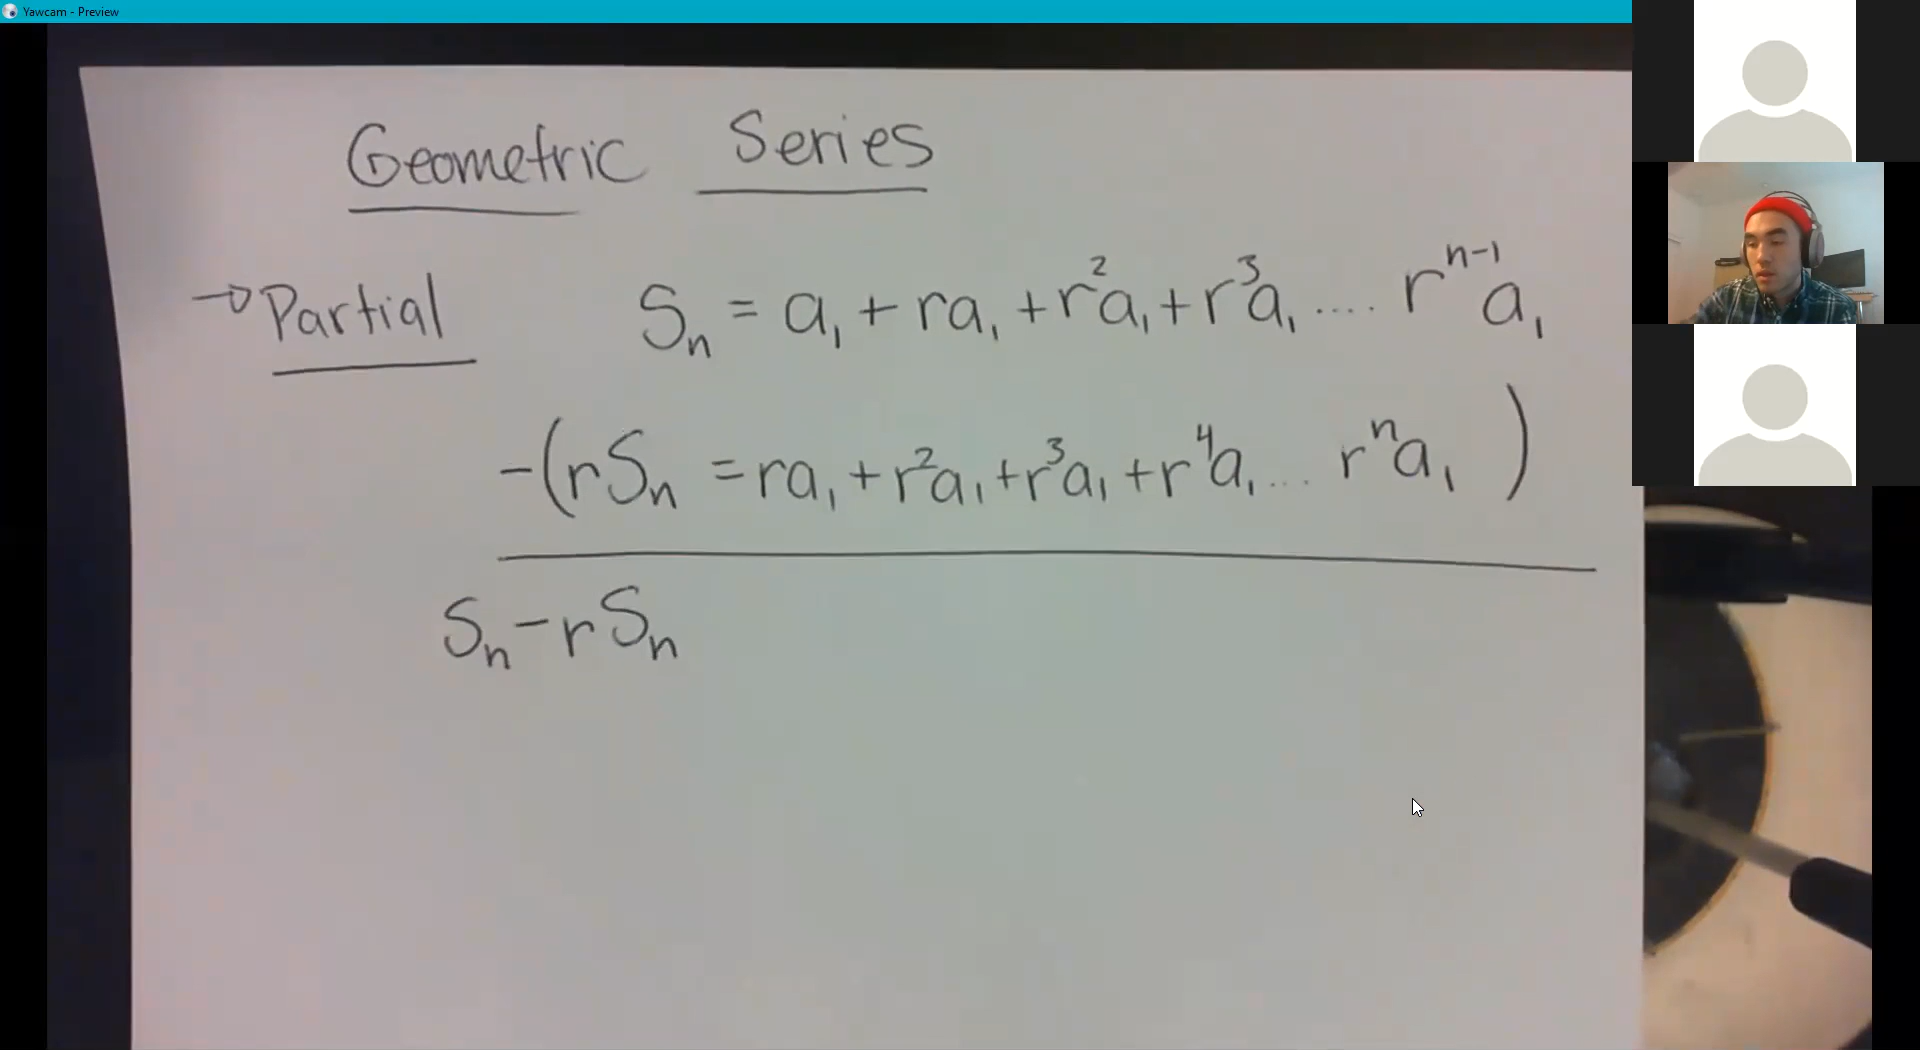 Yawcam - Preview
Geometric Series
→ Partial Sₙ = a₁ + ra₁ + r²a₁ + r³a₁ .... rⁿ⁻¹a₁
-(rSₙ = ra₁ + r²a₁ + r³a₁ + r⁴a₁ ... rⁿa₁ )
Sₙ - rSₙ